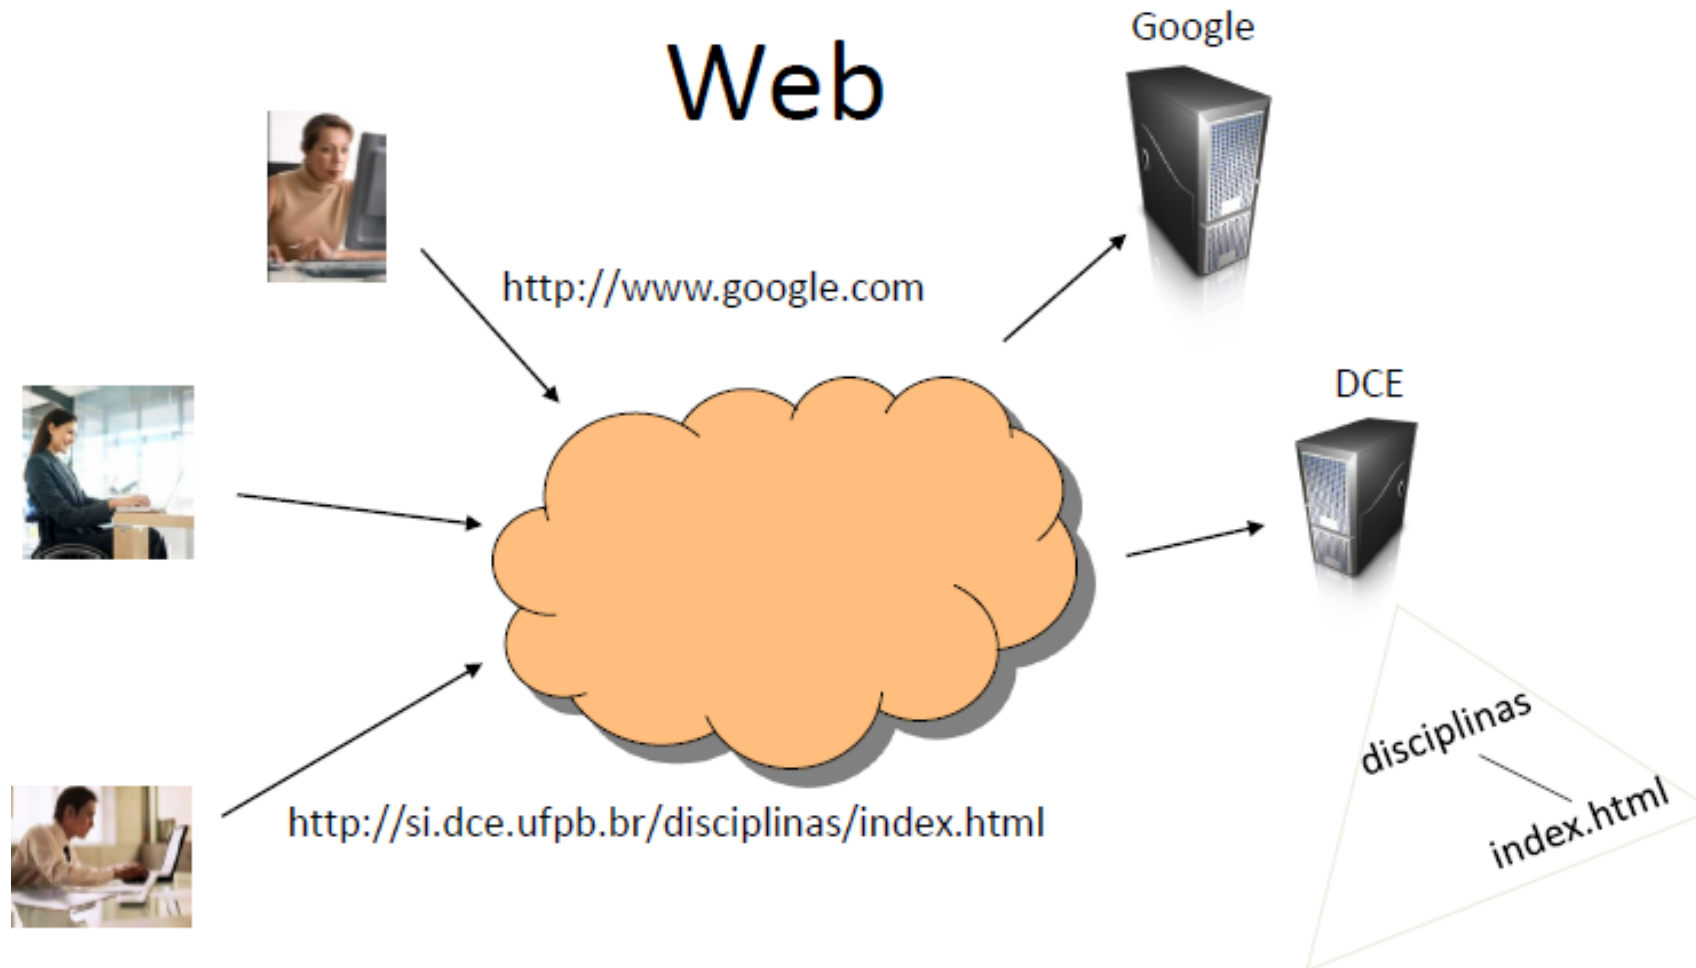 Web
Google
http://www.google.com
DCE
disciplinas
index.html
http://si.dce.ufpb.br/disciplinas/index.html